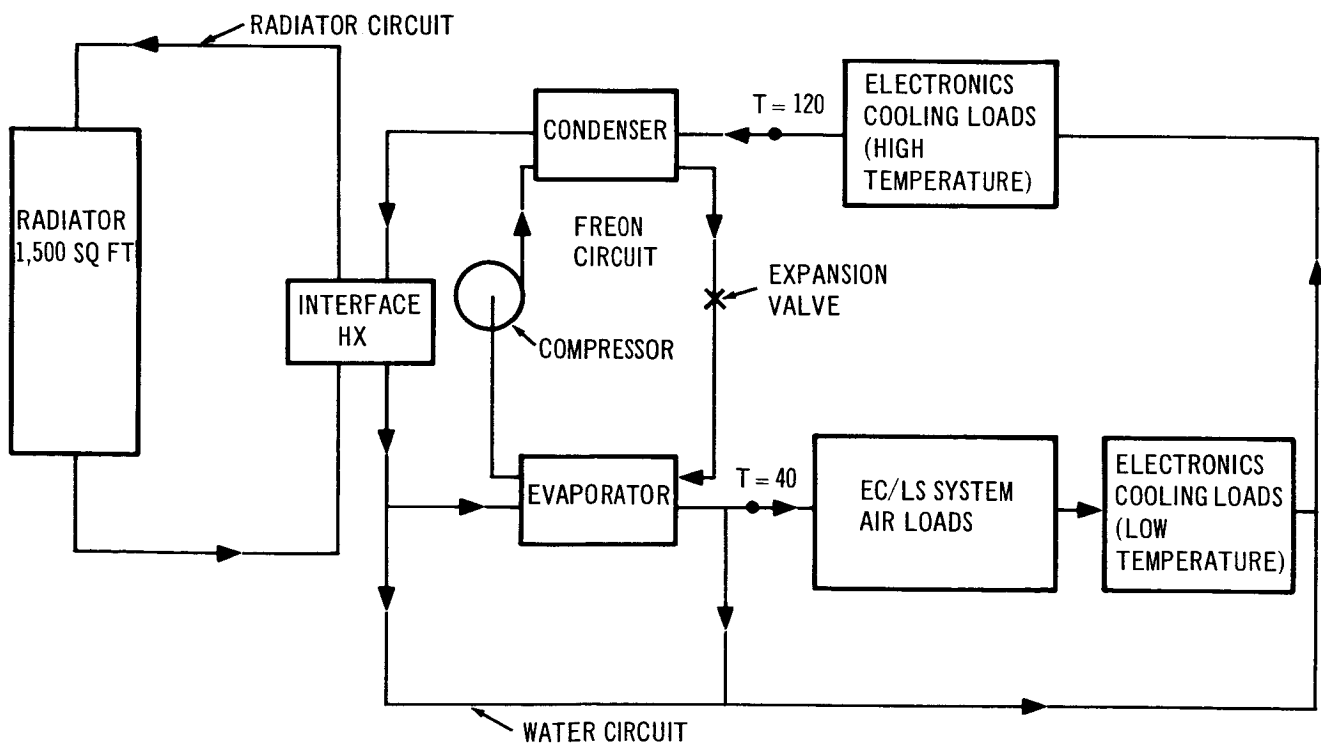 RADIATOR CIRCUIT
RADIATOR
1,500 SQ FT
INTERFACE
HX
CONDENSER
FREON
CIRCUIT
COMPRESSOR
EXPANSION
VALVE
T = 120
ELECTRONICS
COOLING LOADS
(HIGH
TEMPERATURE)
EVAPORATOR
T = 40
EC/LS SYSTEM
AIR LOADS
ELECTRONICS
COOLING LOADS
(LOW
TEMPERATURE)
WATER CIRCUIT